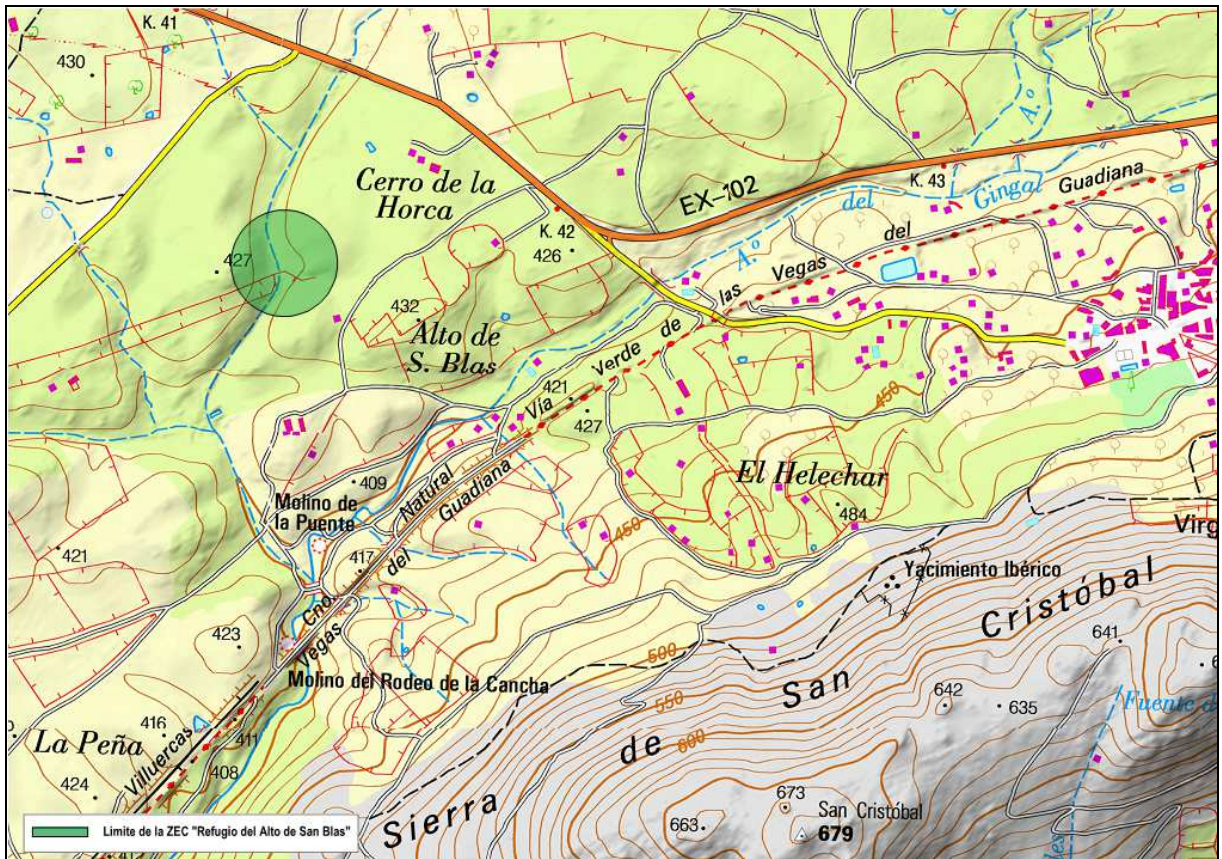 K. 41
430
Cerro de la
Horca
EX-102
K. 43
A.º
del
Gingal
A.º
Guadiana
del
Vegas
las
de
Verde
Vía
K. 42
426
427
432
Alto de
S. Blas
421
427
450
El Helechar
484
409
Molino de
la Puente
Natural
Guadiana
450
421
417
del
Cno.
Vegas
Yacimiento Ibérico
Virg
423
Molino del Rodeo de la Cancha
500
550
600
Sierra
de
San
Cristóbal
641
642
635
Fuente d
416
La Peña
424
411
408
Villuercas
673
663
San Cristóbal
679
Limite de la ZEC "Refugio del Alto de San Blas"